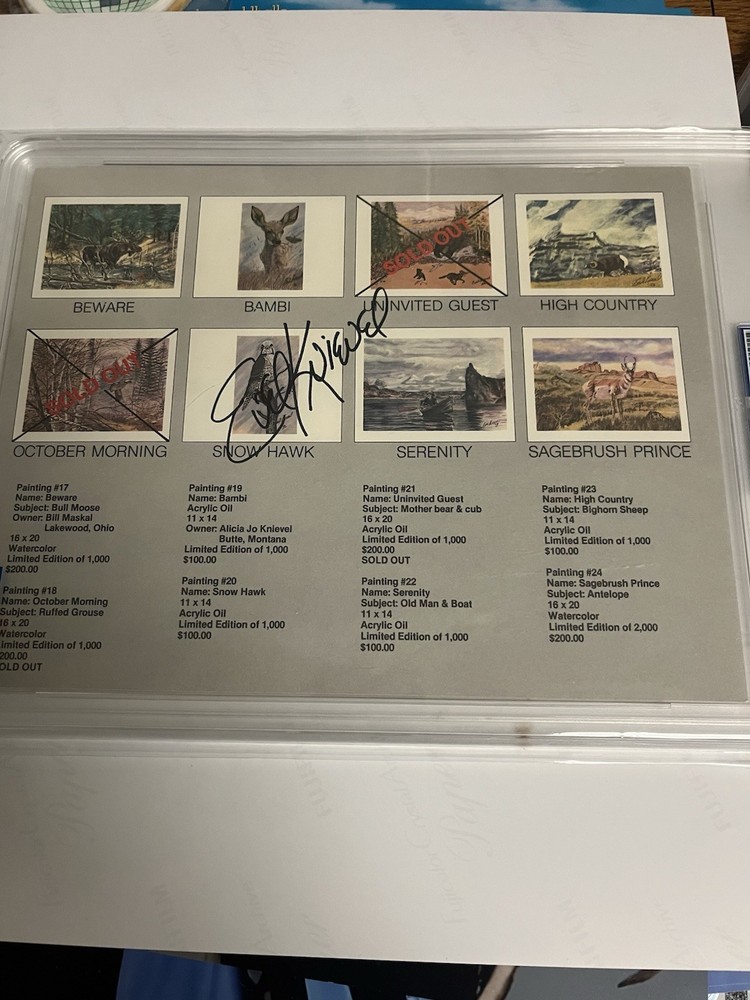 BEWARE
BAMBI
SOLD OUT
UNINVITED GUEST
HIGH COUNTRY
SOLD OUT
OCTOBER MORNING
Evel Knievel
SNOW HAWK
SERENITY
SAGEBRUSH PRINCE
Painting #17
Name: Beware
Subject: Bull Moose
Owner: Bill Maskal
Lakewood, Ohio
16 x 20
Watercolor
Limited Edition of 1,000
$200.00
Painting #18
Name: October Morning
Subject: Ruffed Grouse
16 x 20
Watercolor
Limited Edition of 1,000
200.00
OLD OUT
Painting #19
Name: Bambi
Acrylic Oil
11 x 14
Owner: Alicia Jo Knievel
Butte, Montana
Limited Edition of 1,000
$100.00
Painting #20
Name: Snow Hawk
11 x 14
Acrylic Oil
Limited Edition of 1,000
$100.00
Painting #21
Name: Uninvited Guest
Subject: Mother bear & cub
16 x 20
Acrylic Oil
Limited Edition of 1,000
$200.00
SOLD OUT
Painting #22
Name: Serenity
Subject: Old Man & Boat
11 x 14
Acrylic Oil
Limited Edition of 1,000
$100.00
Painting #23
Name: High Country
Subject: Bighorn Sheep
11 x 14
Acrylic Oil
Limited Edition of 1,000
$100.00
Painting #24
Name: Sagebrush Prince
Subject: Antelope
16 x 20
Watercolor
Limited Edition of 2,000
$200.00